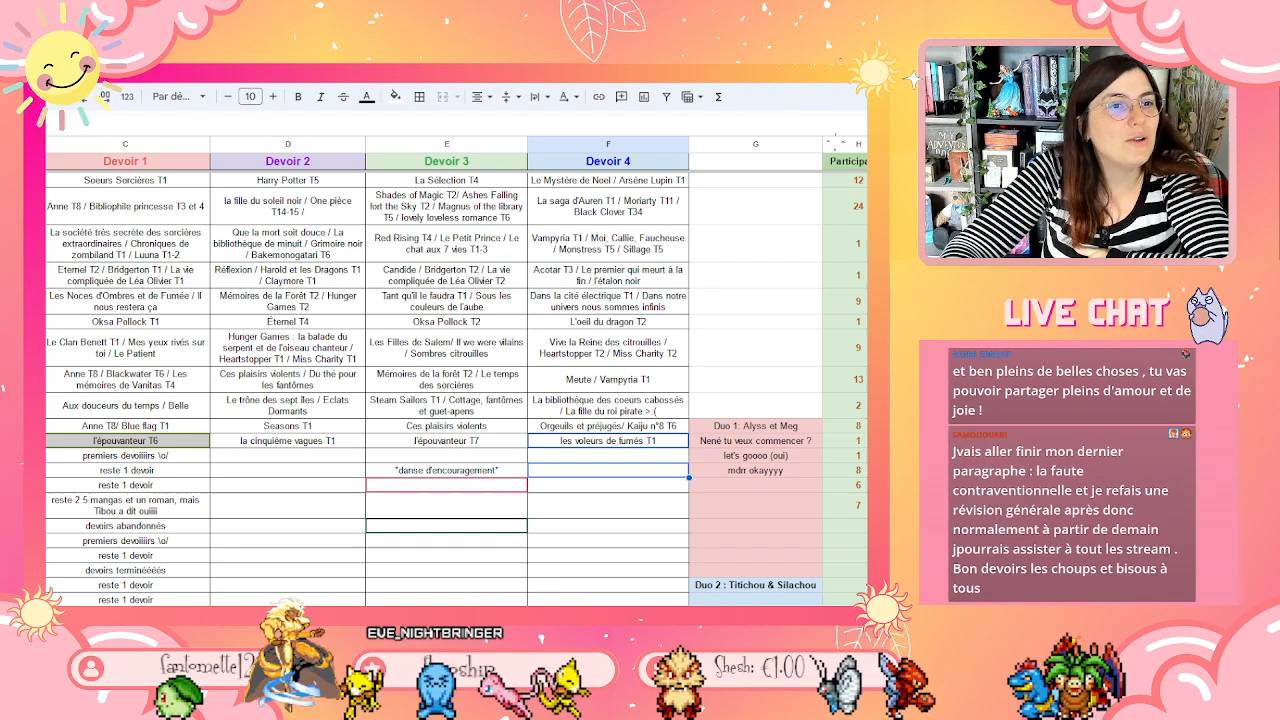 .00 123 Par dé... 10 B I A Σ
C D E F G H
Devoir 1 Devoir 2 Devoir 3 Devoir 4 Participa
Soeurs Sorcières T1 Harry Potter T5 La Sélection T4 Le Mystère de Noel / Arsène Lupin T1 12
Anne T8 / Bibliophile princesse T3 et 4 la fille du soleil noir / One pièce T14-15 / Shades of Magic T2/ Ashes Falling fort the Sky T2 / Magnus of the library T5 / lovely loveless romance T6 La saga d'Auren T1 / Moriarty T11 / Black Clover T34 24
La société très secrète des sorcières extraordinaires / Chroniques de zombiland T1 / Luuna T1-2 Que la mort soit douce / La bibliothèque de minuit / Grimoire noir / Bakemonogatari T6 Red Rising T4 / Le Petit Prince / Le chat aux 7 vies T1-3 Vampyria T1 / Moi, Callie, Faucheuse / Monstress T5 / Sillage T5 1
Eternel T2 / Bridgerton T1 / La vie compliquée de Léa Olivier T1 Réflexion / Harold et les Dragons T1 / Claymore T1 Candide / Bridgerton T2 / La vie compliquée de Léa Olivier T2 Acotar T3 / Le premier qui meurt à la fin / l'étalon noir 1
Les Noces d'Ombres et de Fumée / Il nous restera ça Mémoires de la Forêt T2 / Hunger Games T2 Tant qu'il le faudra T1 / Sous les couleurs de l'aube Dans la cité électrique T1 / Dans notre univers nous sommes infinis 9
Oksa Pollock T1 Éternel T4 Oksa Pollock T2 L'oeil du dragon T2 1
Le Clan Benett T1 / Mes yeux rivés sur toi / Le Patient Hunger Games : la balade du serpent et de l'oiseau chanteur / Heartstopper T1 / Miss Charity T1 Les Filles de Salem/ If we were vilains / Sombres citrouilles Vive la Reine des citrouilles / Heartstopper T2 / Miss Charity T2 9
Anne T8 / Blackwater T6 / Les mémoires de Vanitas T4 Ces plaisirs violents / Du thé pour les fantômes Mémoires de la forêt T2 / Le temps des sorcières Meute / Vampyria T1 13
Aux douceurs du temps / Belle Le trône des sept îles / Eclats Dormants Steam Sailors T1 / Cottage, fantômes et guet-apens La bibliothèque des coeurs cabossés / La fille du roi pirate >:( 2
Anne T8/ Blue flag T1 Seasons T1 Ces plaisirs violents Orgeuils et préjugés/ Kaiju n°8 T6 Duo 1: Alyss et Meg 8
l'épouvanteur T6 la cinquième vagues T1 l'épouvanteur T7 les voleurs de fumés T1 Nené tu veux commencer ? 1
premiers devoiiiirs \o/ let's goooo (oui) 1
reste 1 devoir *danse d'encouragement* mdrr okayyyy 8
reste 1 devoir 6
reste 2.5 mangas et un roman, mais Tibou a dit ouiiii 7
devoirs abandonnés
premiers devoiiiirs \o/
reste 1 devoir
devoirs terminéééés
reste 1 devoir Duo 2 : Titichou & Silachou
reste 1 devoir
MY ADVENTURE BOOK
LIVE CHAT
et ben pleins de belles choses , tu vas
pouvoir partager pleins d'amour et de
joie !
Jvais aller finir mon dernier
paragraphe : la faute
contraventionnelle et je refais une
révision générale après donc
normalement à partir de demain
jpourrais assister à tout les stream .
Bon devoirs les choups et bisous à
tous
EVE_NIGHTBRINGER
fantomette12
Shesh: €1.00